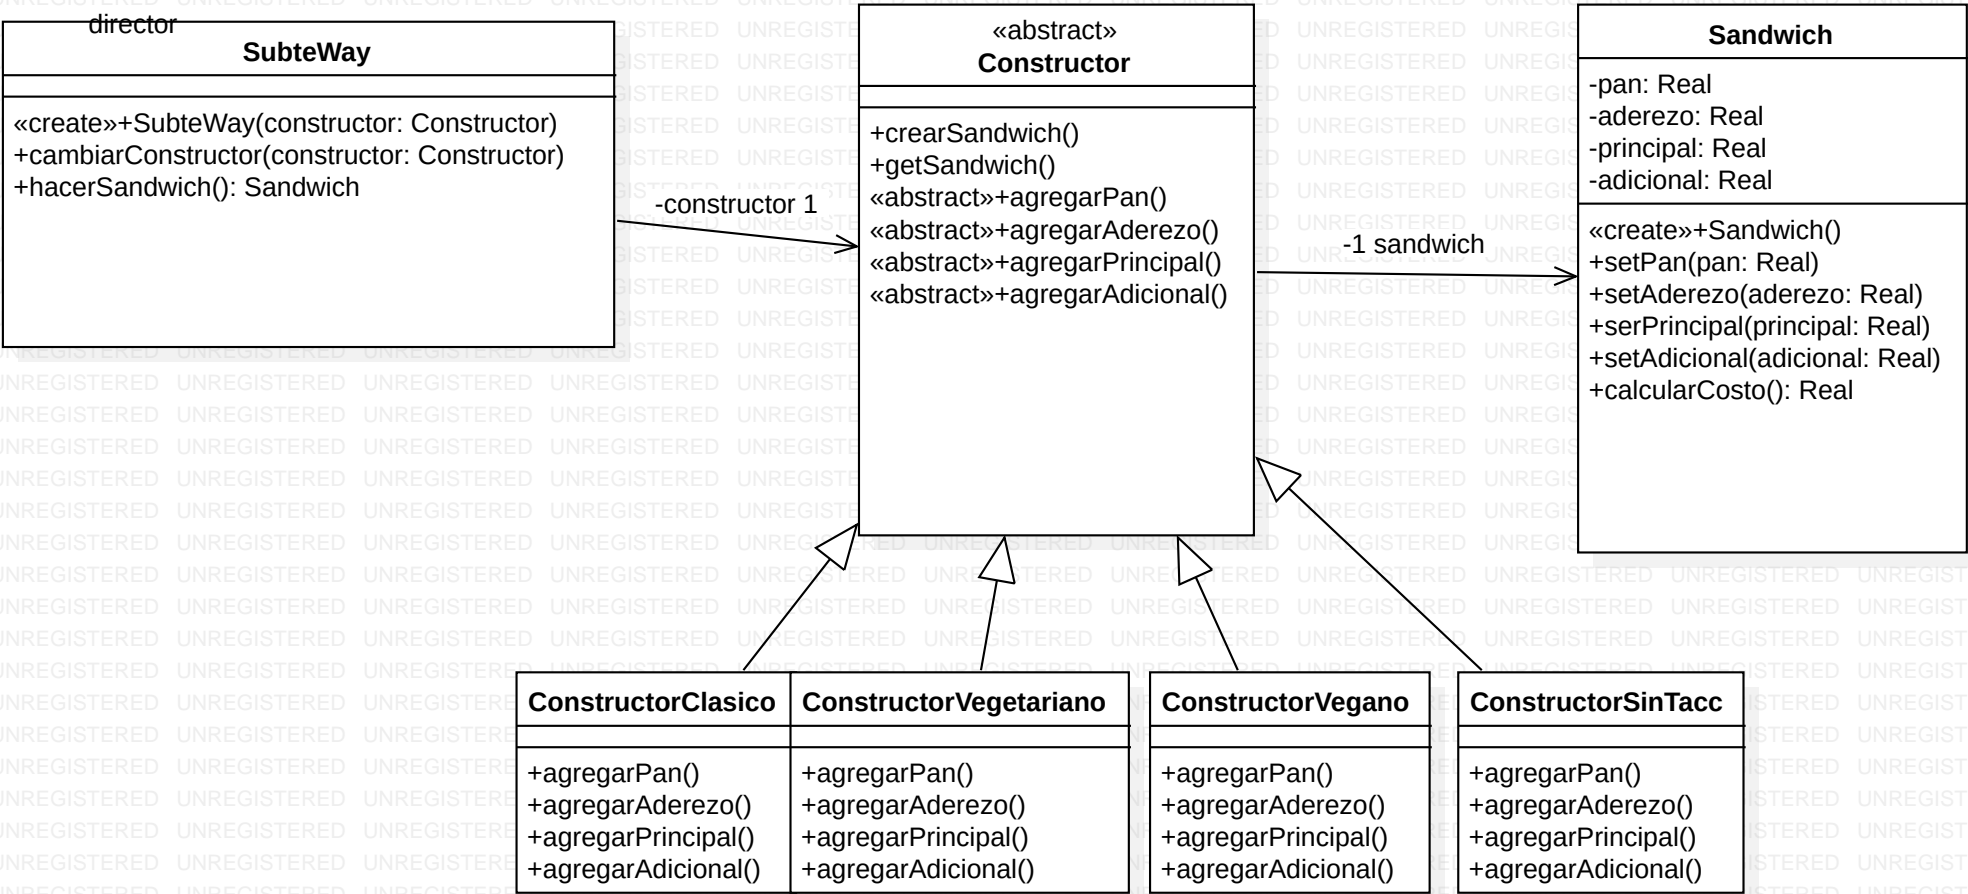 director
SubteWay
«create»+SubteWay(constructor: Constructor)
+cambiarConstructor(constructor: Constructor)
+hacerSandwich(): Sandwich
-constructor 1
«abstract»
Constructor
+crearSandwich()
+getSandwich()
«abstract»+agregarPan()
«abstract»+agregarAderezo()
«abstract»+agregarPrincipal()
«abstract»+agregarAdicional()
-1 sandwich
Sandwich
-pan: Real
-aderezo: Real
-principal: Real
-adicional: Real
«create»+Sandwich()
+setPan(pan: Real)
+setAderezo(aderezo: Real)
+serPrincipal(principal: Real)
+setAdicional(adicional: Real)
+calcularCosto(): Real
ConstructorClasico
+agregarPan()
+agregarAderezo()
+agregarPrincipal()
+agregarAdicional()
ConstructorVegetariano
+agregarPan()
+agregarAderezo()
+agregarPrincipal()
+agregarAdicional()
ConstructorVegano
+agregarPan()
+agregarAderezo()
+agregarPrincipal()
+agregarAdicional()
ConstructorSinTacc
+agregarPan()
+agregarAderezo()
+agregarPrincipal()
+agregarAdicional()
UNREGISTERED